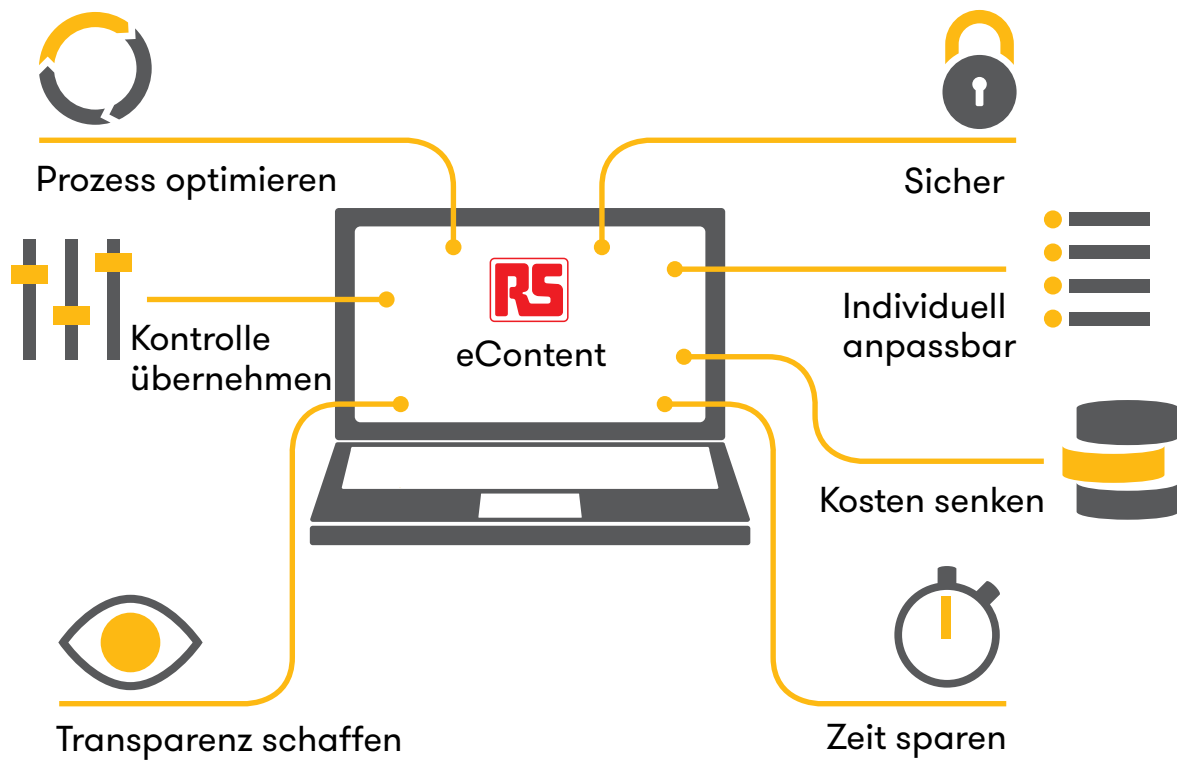 Prozess optimieren
Sicher
Kontrolle
übernehmen
RS
eContent
Individuell
anpassbar
Kosten senken
Transparenz schaffen
Zeit sparen